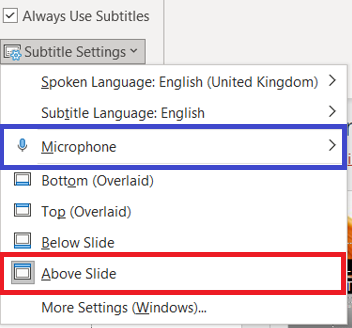 Always Use Subtitles
Subtitle Settings
Spoken Language: English (United Kingdom)
Subtitle Language: English
Microphone
Bottom (Overlaid)
Top (Overlaid)
Below Slide
Above Slide
More Settings (Windows)...